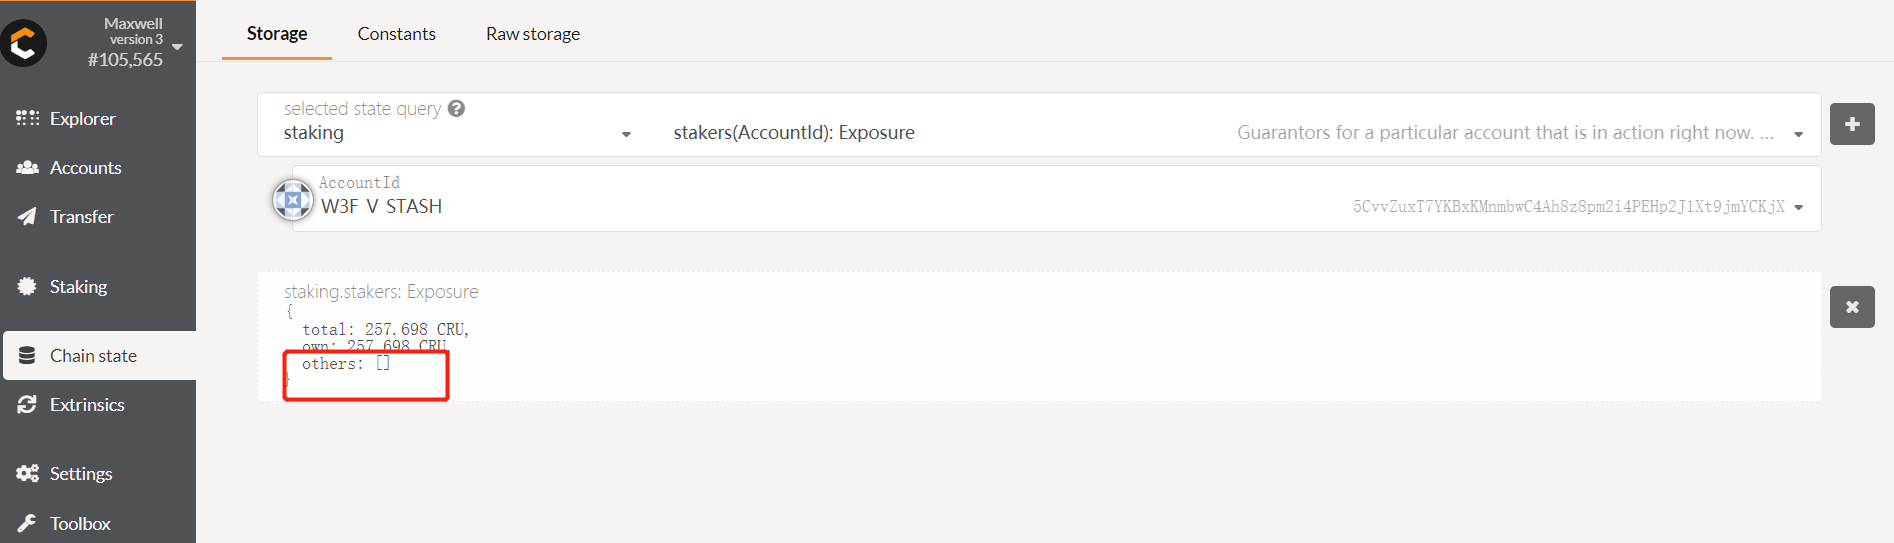 Maxwell
version 3
#105,565
Explorer
Accounts
Transfer
Staking
Chain state
Extrinsics
Settings
Toolbox
Storage Constants Raw storage
selected state query
staking stakers(AccountId): Exposure Guarantors for a particular account that is in action right now. ...
AccountId
W3F V STASH 5CvvZuxT7YKBxKMnmbwC4Ah8z8pm2i4PEHp2J1Xt9jmYCKjX
staking.stakers: Exposure
{
total: 257.698 CRU,
own: 257.698 CRU,
others: []
}